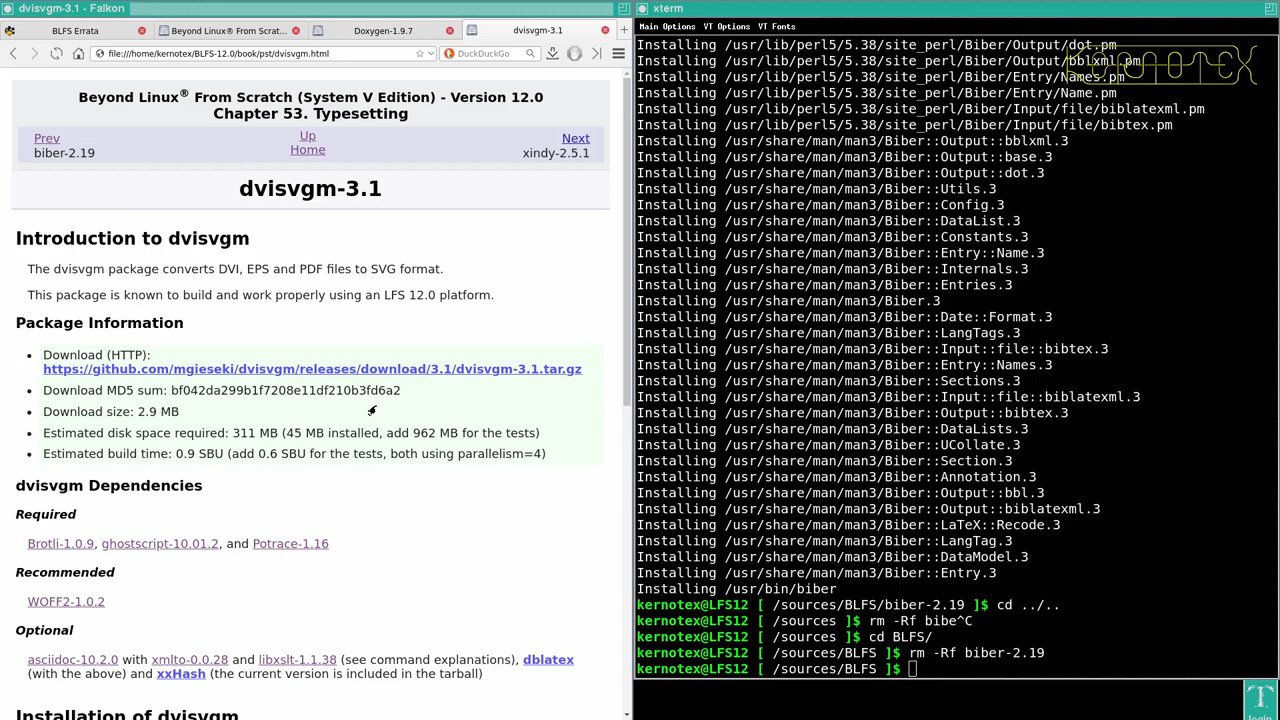 dvisvgm-3.1 - Falkon
BLFS Errata
Beyond Linux® From Scrat...
Doxygen-1.9.7
dvisvgm-3.1
file:///home/kernotex/BLFS-12.0/book/pst/dvisvgm.html
DuckDuckGo
Beyond Linux® From Scratch (System V Edition) - Version 12.0
Chapter 53. Typesetting
Prev
Up
Next
biber-2.19
Home
xindy-2.5.1
dvisvgm-3.1
Introduction to dvisvgm
The dvisvgm package converts DVI, EPS and PDF files to SVG format.
This package is known to build and work properly using an LFS 12.0 platform.
Package Information
• Download (HTTP):
https://github.com/mgieseki/dvisvgm/releases/download/3.1/dvisvgm-3.1.tar.gz
• Download MD5 sum: bf042da299b1f7208e11df210b3fd6a2
• Download size: 2.9 MB
• Estimated disk space required: 311 MB (45 MB installed, add 962 MB for the tests)
• Estimated build time: 0.9 SBU (add 0.6 SBU for the tests, both using parallelism=4)
dvisvgm Dependencies
Required
Brotli-1.0.9, ghostscript-10.01.2, and Potrace-1.16
Recommended
WOFF2-1.0.2
Optional
asciidoc-10.2.0 with xmlto-0.0.28 and libxslt-1.1.38 (see command explanations), dblatex
(with the above) and xxHash (the current version is included in the tarball)
Installation of dvisvgm
xterm
Main Options VT Options VT Fonts
KERNOTEX
Installing /usr/lib/perl5/5.38/site_perl/Biber/Output/dot.pm
Installing /usr/lib/perl5/5.38/site_perl/Biber/Output/bblxml.pm
Installing /usr/lib/perl5/5.38/site_perl/Biber/Entry/Names.pm
Installing /usr/lib/perl5/5.38/site_perl/Biber/Entry/Name.pm
Installing /usr/lib/perl5/5.38/site_perl/Biber/Input/file/biblatexml.pm
Installing /usr/lib/perl5/5.38/site_perl/Biber/Input/file/bibtex.pm
Installing /usr/share/man/man3/Biber::Output::bblxml.3
Installing /usr/share/man/man3/Biber::Output::base.3
Installing /usr/share/man/man3/Biber::Output::dot.3
Installing /usr/share/man/man3/Biber::Utils.3
Installing /usr/share/man/man3/Biber::Config.3
Installing /usr/share/man/man3/Biber::DataList.3
Installing /usr/share/man/man3/Biber::Constants.3
Installing /usr/share/man/man3/Biber::Entry::Name.3
Installing /usr/share/man/man3/Biber::Internals.3
Installing /usr/share/man/man3/Biber::Entries.3
Installing /usr/share/man/man3/Biber.3
Installing /usr/share/man/man3/Biber::Date::Format.3
Installing /usr/share/man/man3/Biber::LangTags.3
Installing /usr/share/man/man3/Biber::Input::file::bibtex.3
Installing /usr/share/man/man3/Biber::Entry::Names.3
Installing /usr/share/man/man3/Biber::Sections.3
Installing /usr/share/man/man3/Biber::Input::file::biblatexml.3
Installing /usr/share/man/man3/Biber::Output::bibtex.3
Installing /usr/share/man/man3/Biber::DataLists.3
Installing /usr/share/man/man3/Biber::UCollate.3
Installing /usr/share/man/man3/Biber::Section.3
Installing /usr/share/man/man3/Biber::Annotation.3
Installing /usr/share/man/man3/Biber::Output::bbl.3
Installing /usr/share/man/man3/Biber::Output::biblatexml.3
Installing /usr/share/man/man3/Biber::LaTeX::Recode.3
Installing /usr/share/man/man3/Biber::LangTag.3
Installing /usr/share/man/man3/Biber::DataModel.3
Installing /usr/share/man/man3/Biber::Entry.3
Installing /usr/bin/biber
kernotex@LFS12 [ /sources/BLFS/biber-2.19 ]$ cd ../..
kernotex@LFS12 [ /sources ]$ rm -Rf bibe^C
kernotex@LFS12 [ /sources ]$ cd BLFS/
kernotex@LFS12 [ /sources/BLFS ]$ rm -Rf biber-2.19
kernotex@LFS12 [ /sources/BLFS ]$
login